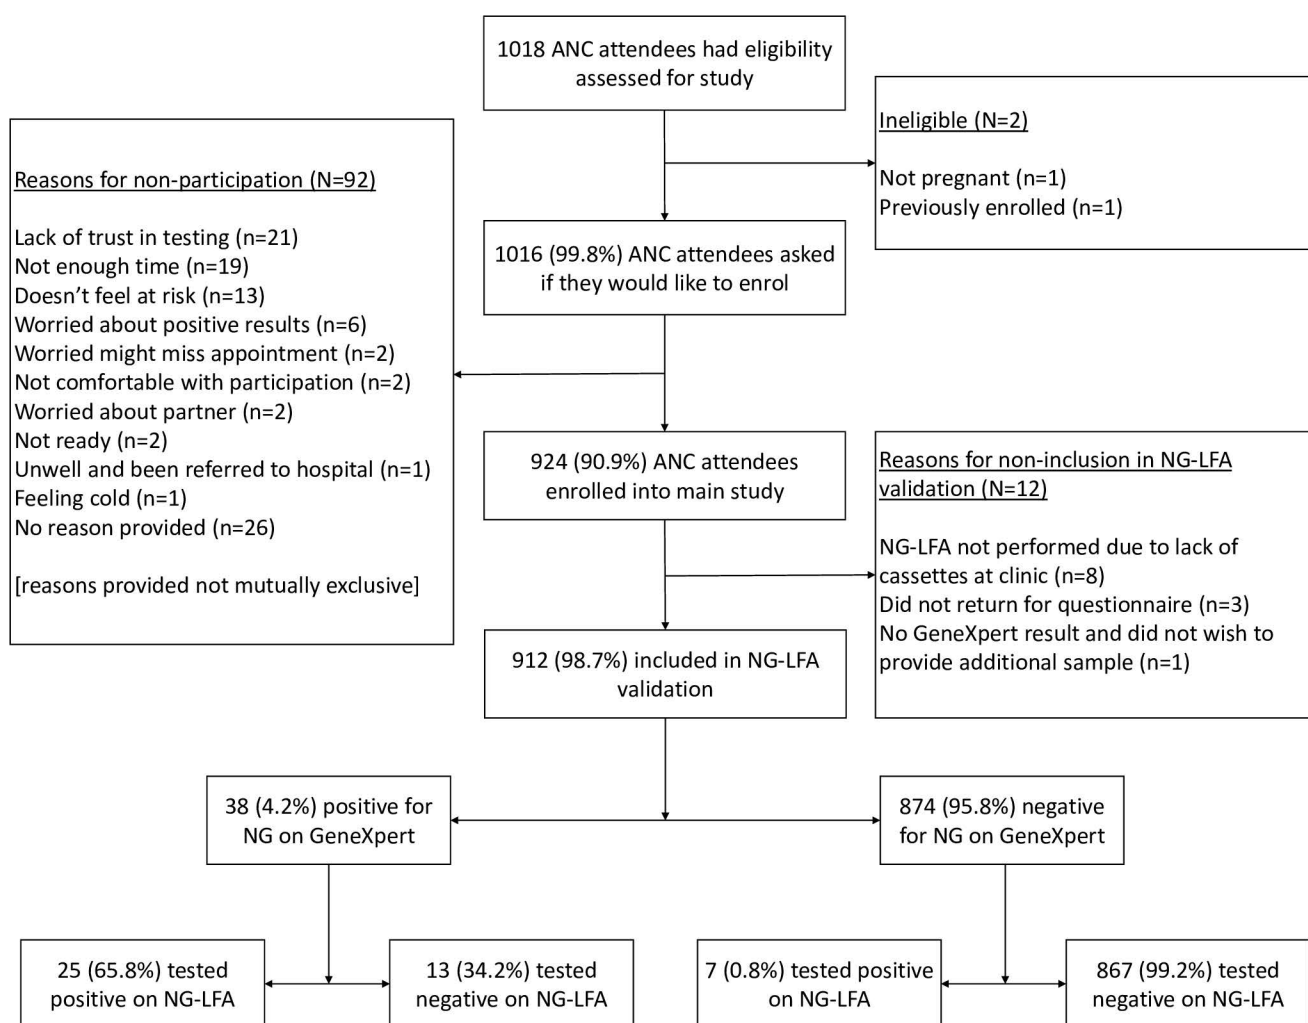 1018 ANC attendees had eligibility
assessed for study
Ineligible (N=2)
Not pregnant (n=1)
Previously enrolled (n=1)
Reasons for non-participation (N=92)
Lack of trust in testing (n=21)
Not enough time (n=19)
Doesn’t feel at risk (n=13)
Worried about positive results (n=6)
Worried might miss appointment (n=2)
Not comfortable with participation (n=2)
Worried about partner (n=2)
Not ready (n=2)
Unwell and been referred to hospital (n=1)
Feeling cold (n=1)
No reason provided (n=26)
[reasons provided not mutually exclusive]
1016 (99.8%) ANC attendees asked
if they would like to enrol
924 (90.9%) ANC attendees
enrolled into main study
Reasons for non-inclusion in NG-LFA
validation (N=12)
NG-LFA not performed due to lack of
cassettes at clinic (n=8)
Did not return for questionnaire (n=3)
No GeneXpert result and did not wish to
provide additional sample (n=1)
912 (98.7%) included in NG-LFA
validation
38 (4.2%) positive for
NG on GeneXpert
874 (95.8%) negative
for NG on GeneXpert
25 (65.8%) tested
positive on NG-LFA
13 (34.2%) tested
negative on NG-LFA
7 (0.8%) tested positive
on NG-LFA
867 (99.2%) tested
negative on NG-LFA